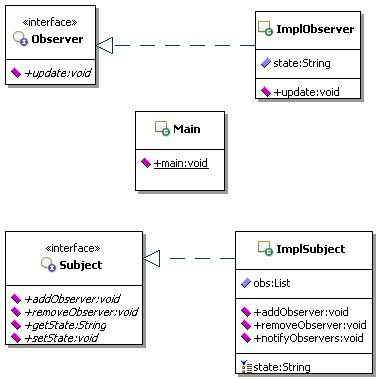 «interface»
Observer
+update:void
ImplObserver
state:String
+update:void
Main
+main:void
«interface»
Subject
+addObserver:void
+removeObserver:void
+getState:String
+setState:void
ImplSubject
obs:List
+addObserver:void
+removeObserver:void
+notifyObservers:void
state:String